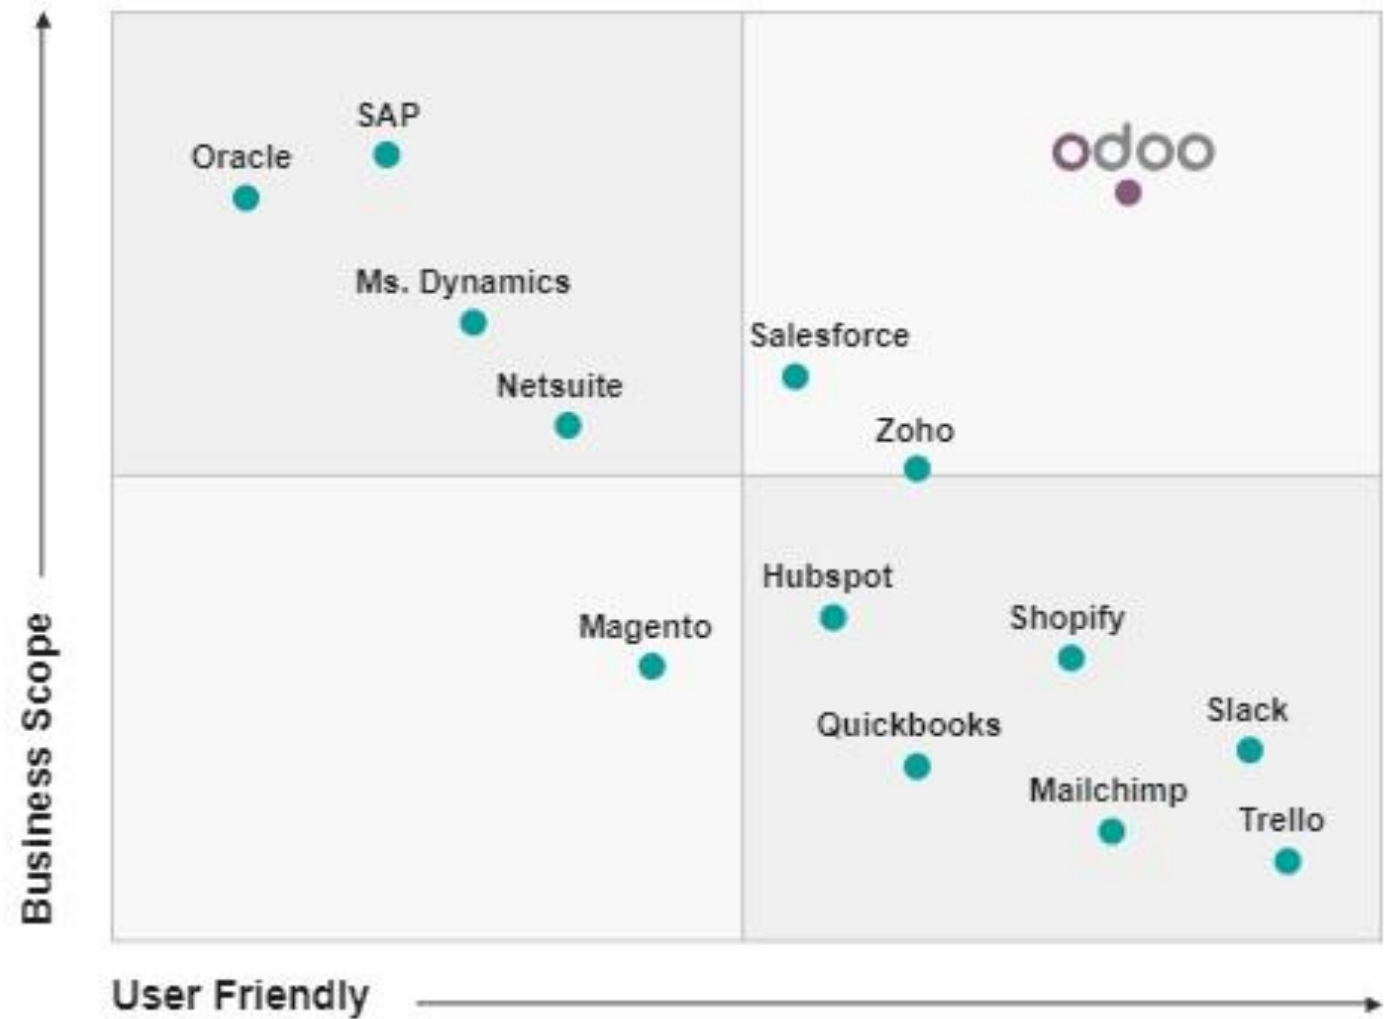 SAP
Oracle
odoo
Ms. Dynamics
Salesforce
Netsuite
Zoho
Hubspot
Shopify
Magento
Slack
Quickbooks
Mailchimp
Trello
Business Scope
User Friendly